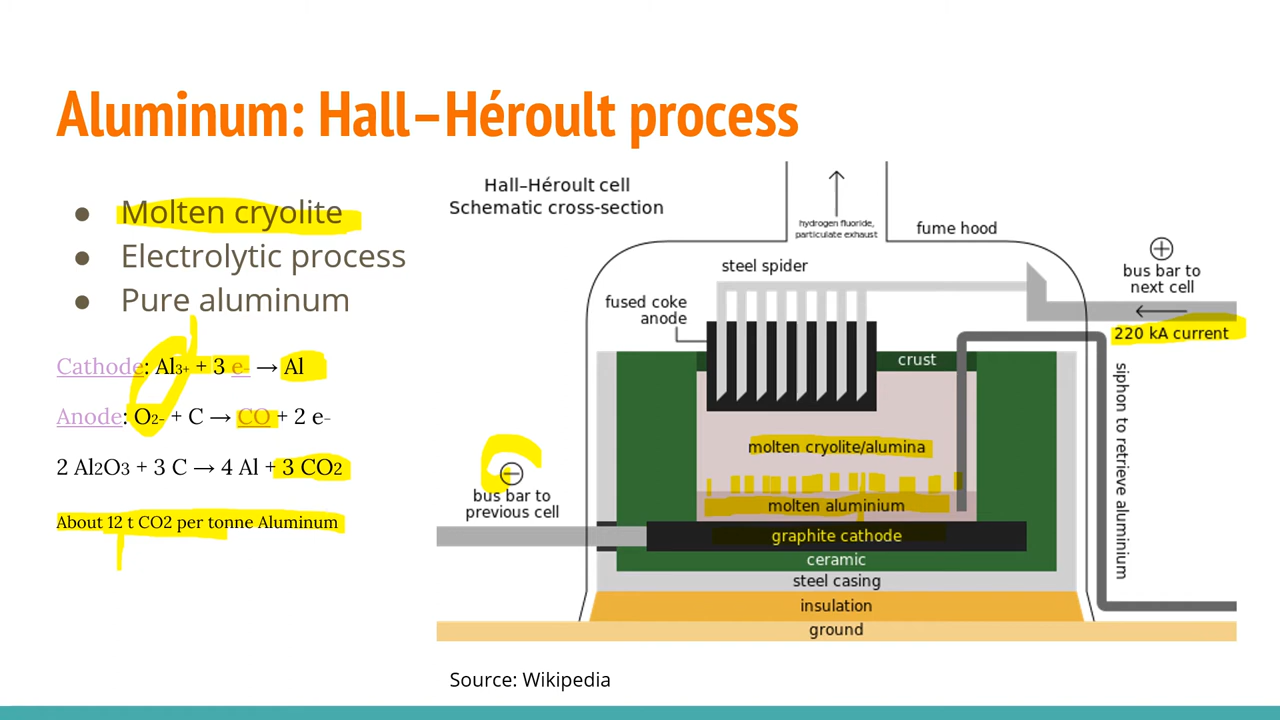 Aluminum: Hall–Héroult process
● Molten cryolite
● Electrolytic process
● Pure aluminum
Cathode: Al3+ + 3 e- → Al
Anode: O2- + C → CO + 2 e-
2 Al2O3 + 3 C → 4 Al + 3 CO2
About 12 t CO2 per tonne Aluminum
Hall–Héroult cell
Schematic cross-section
hydrogen fluoride,
particulate exhaust
fume hood
steel spider
fused coke
anode
crust
+
bus bar to
next cell
220 kA current
siphon to retrieve aluminium
molten cryolite/alumina
−
bus bar to
previous cell
molten aluminium
graphite cathode
ceramic
steel casing
insulation
ground
Source: Wikipedia